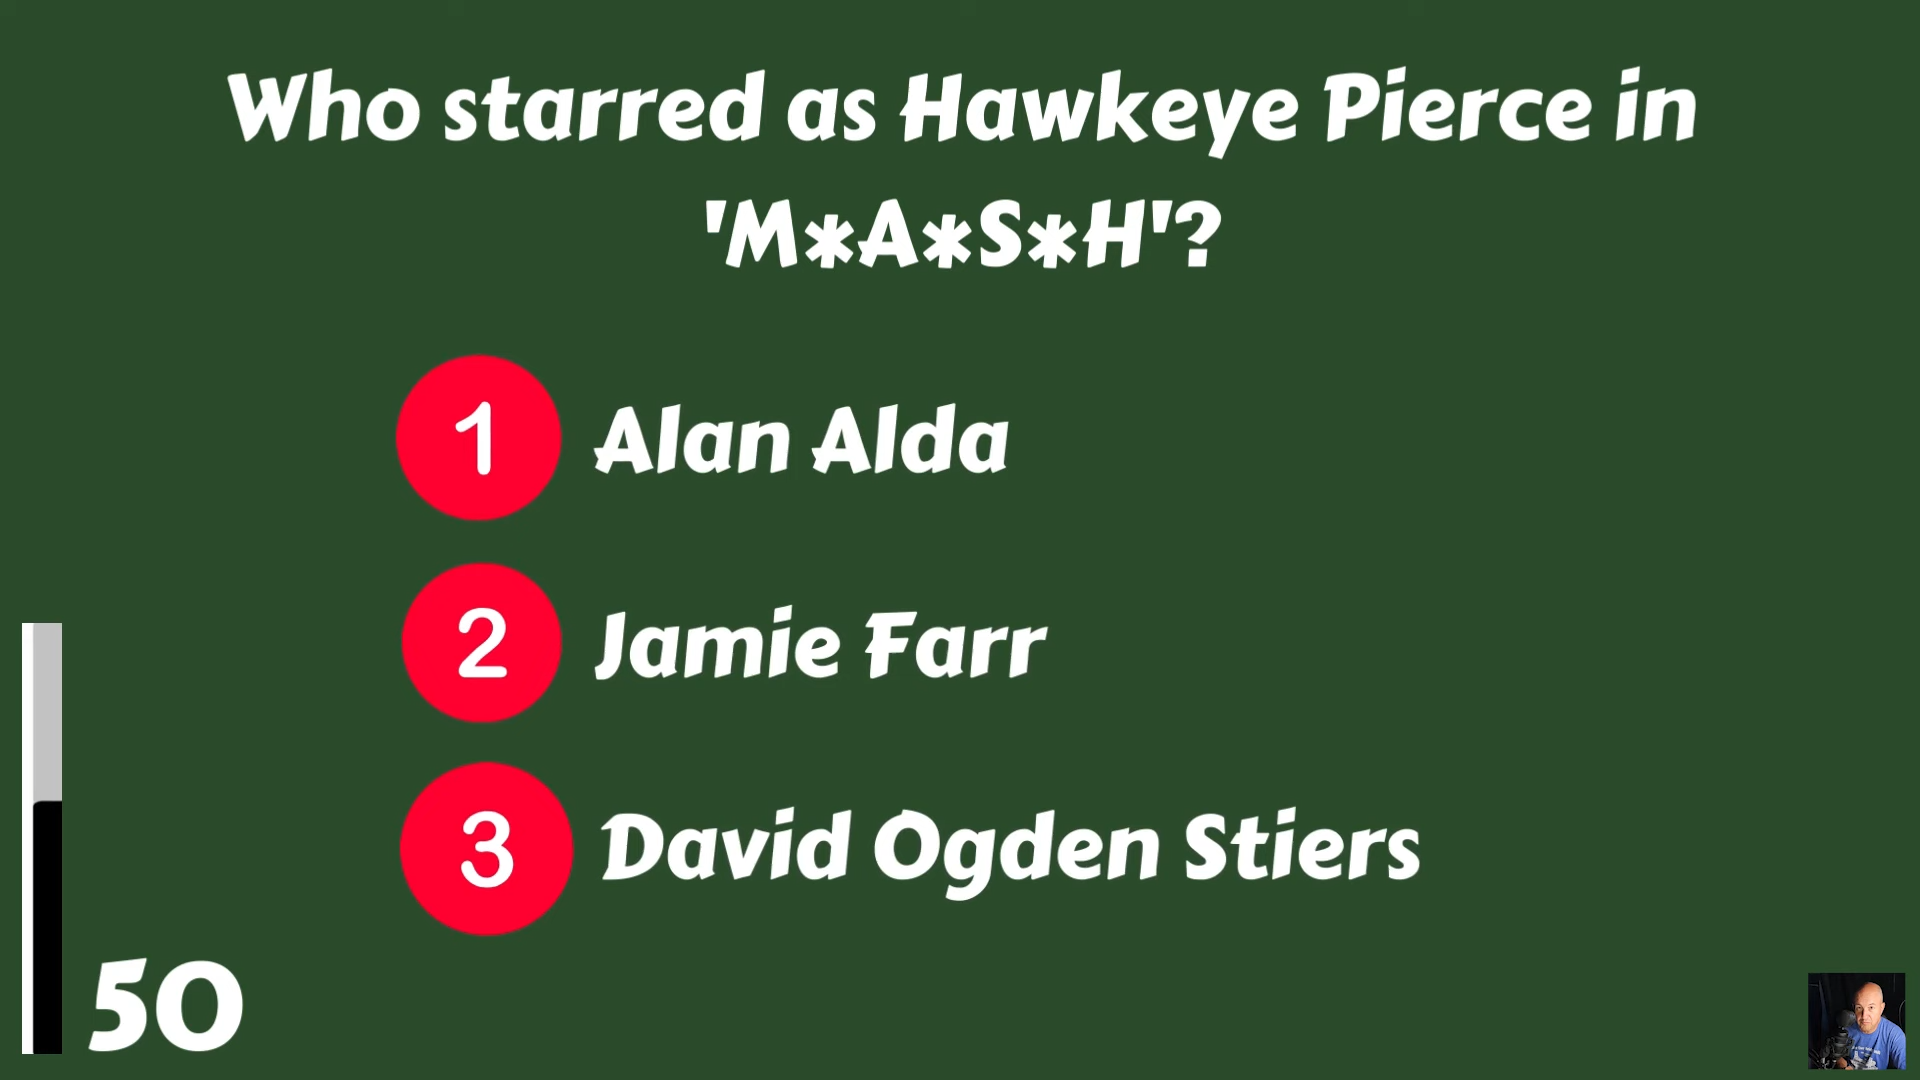 Who starred as Hawkeye Pierce in
'M*A*S*H'?
1 Alan Alda
2 Jamie Farr
3 David Ogden Stiers
50